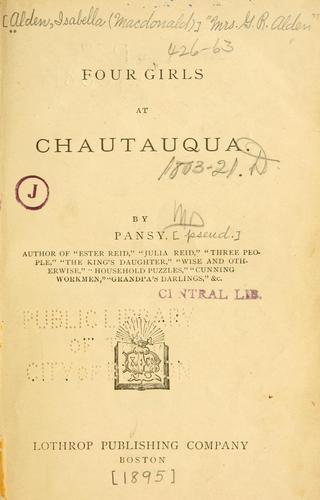 [Alden, Isabella (Macdonald)] "Mrs. G. R. Alden"
426-63
FOUR GIRLS
AT
CHAUTAUQUA.
1803-21. D
J
BY
PANSY. [pseud.]
AUTHOR OF "ESTER REID," "JULIA REID," "THREE PEO-
PLE," "THE KING'S DAUGHTER," "WISE AND OTH-
ERWISE," "HOUSEHOLD PUZZLES," "CUNNING
WORKMEN," "GRANDPA'S DARLINGS," &c.
CENTRAL LIB.
PUBLIC LIBRARY
OF
CITY OF BOSTON
LOTHROP PUBLISHING COMPANY
BOSTON
[1895]